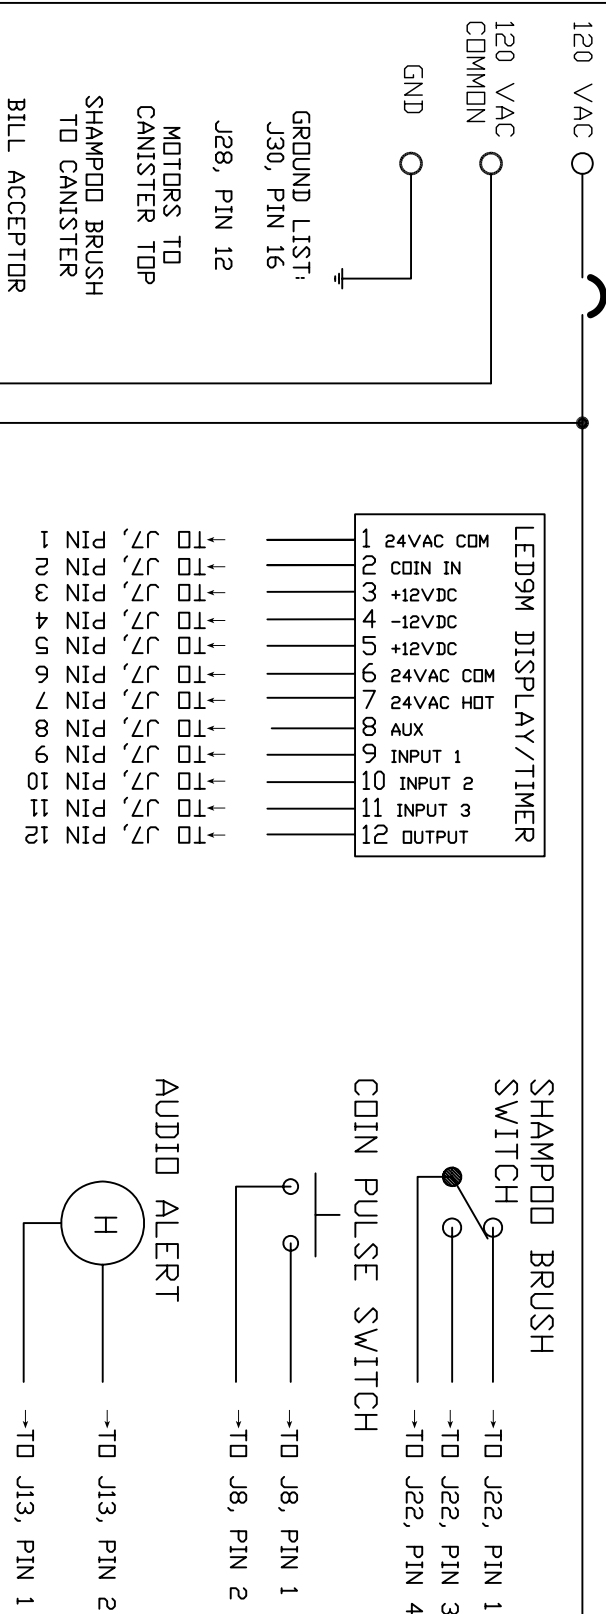 120 VAC
120 VAC
COMMON
GND
GROUND LIST:
J30, PIN 16
J28, PIN 12
MOTORS TO
CANISTER TOP
SHAMPOO BRUSH
TO CANISTER
BILL ACCEPTOR
LED9M DISPLAY/TIMER
1 24VAC COM
2 COIN IN
3 +12VDC
4 -12VDC
5 +12VDC
6 24VAC COM
7 24VAC HOT
8 AUX
9 INPUT 1
10 INPUT 2
11 INPUT 3
12 OUTPUT
TO J7, PIN 1
TO J7, PIN 2
TO J7, PIN 3
TO J7, PIN 4
TO J7, PIN 5
TO J7, PIN 6
TO J7, PIN 7
TO J7, PIN 8
TO J7, PIN 9
TO J7, PIN 10
TO J7, PIN 11
TO J7, PIN 12
SHAMPOO BRUSH
SWITCH
→TO J22, PIN 1
→TO J22, PIN 3
→TO J22, PIN 4
COIN PULSE SWITCH
→TO J8, PIN 1
→TO J8, PIN 2
AUDIO ALERT
H
→TO J13, PIN 2
→TO J13, PIN 1